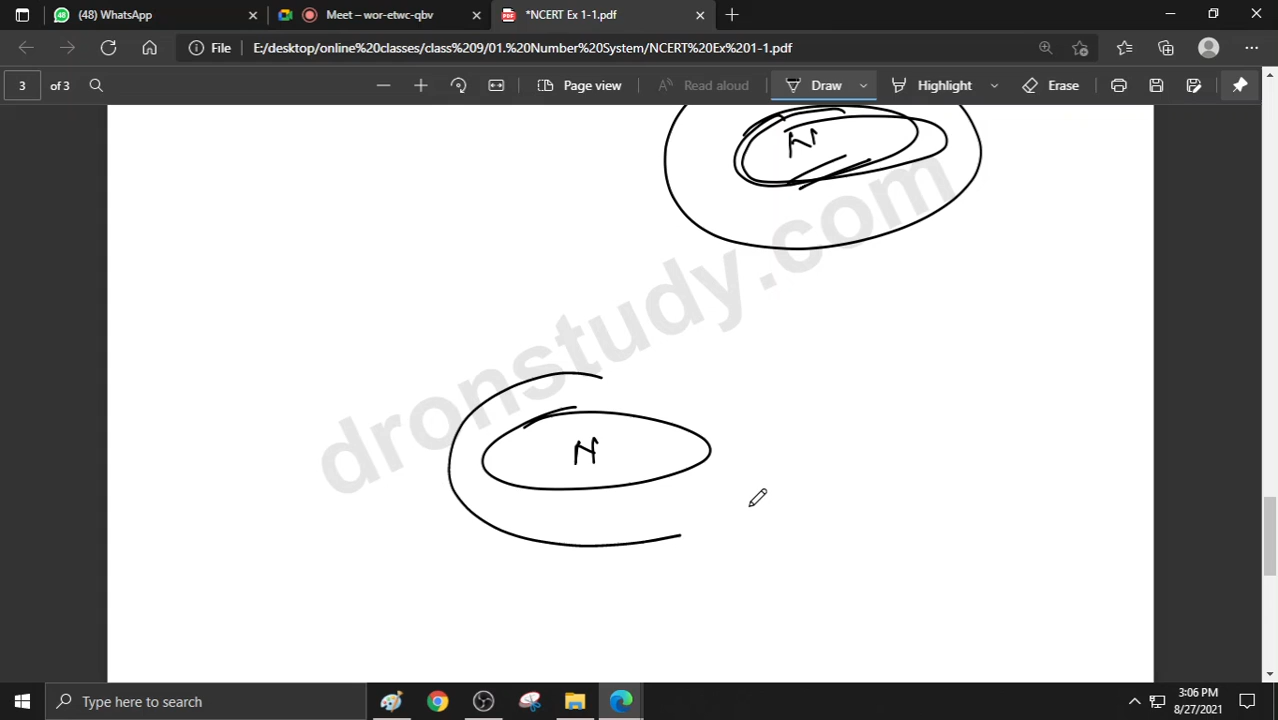 (48) WhatsApp
Meet – wor-etwc-qbv
*NCERT Ex 1-1.pdf
File
E:/desktop/online%20classes/class%209/01.%20Number%20System/NCERT%20Ex%201-1.pdf
3 of 3
Page view
Read aloud
Draw
Highlight
Erase
N
dronstudy.com
N
Type here to search
3:06 PM
8/27/2021